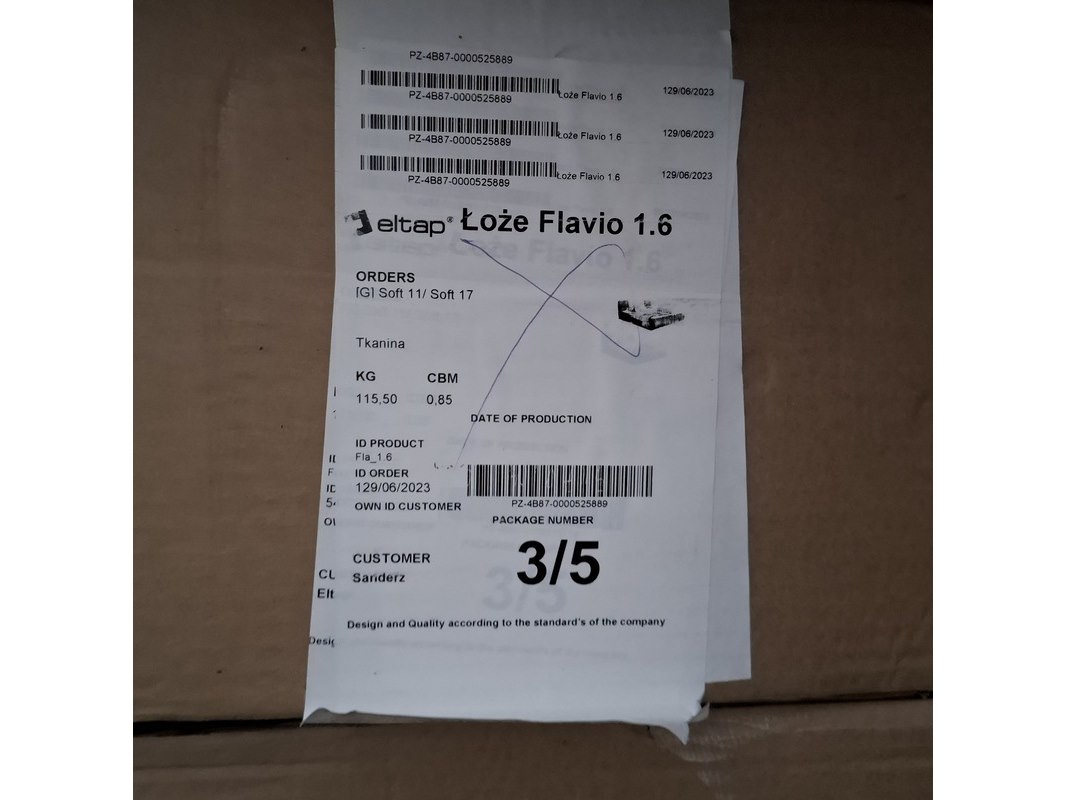 PZ-4B87-0000525889
PZ-4B87-0000525889 Łoże Flavio 1.6 129/06/2023
PZ-4B87-0000525889 Łoże Flavio 1.6 129/06/2023
PZ-4B87-0000525889 Łoże Flavio 1.6 129/06/2023
eltap® Łoże Flavio 1.6
ORDERS
[G] Soft 11/ Soft 17
Tkanina
KG CBM
115,50 0,85
DATE OF PRODUCTION
ID PRODUCT
Fla_1.6
ID ORDER
129/06/2023
PZ-4B87-0000525889
OWN ID CUSTOMER
PACKAGE NUMBER
3/5
CUSTOMER
Sanderz
Design and Quality according to the standard's of the company